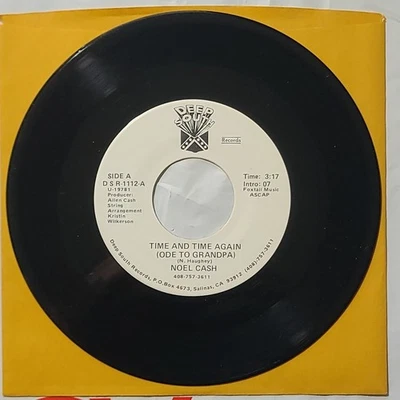 DEEP
SOUTH
Records
SIDE A
D S R-1112-A
U-19781
Producer:
Allen Cash
String
Arrangement
Kristin
Wilkerson
Time: 3:17
Intro: 07
Foxtail Music
ASCAP
TIME AND TIME AGAIN
(ODE TO GRANDPA)
(N. Haughey)
NOEL CASH
408-757-3611
Deep South Records, P.O.Box 4673, Salinas, CA 93912 (408-757-3611)